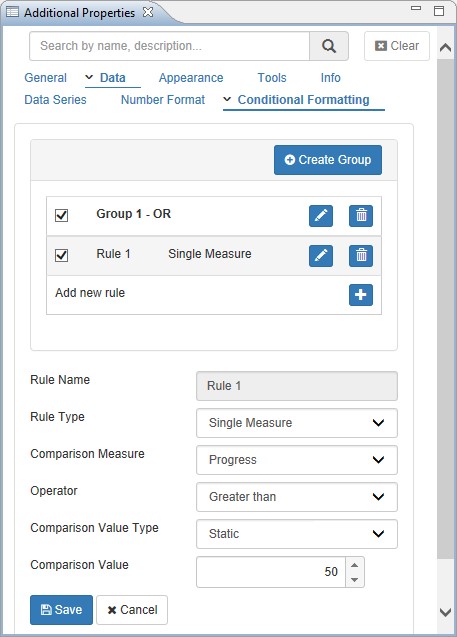 Additional Properties
Search by name, description... Clear
General Data Appearance Tools Info
Data Series Number Format Conditional Formatting
Create Group
Group 1 - OR
Rule 1 Single Measure
Add new rule
Rule Name Rule 1
Rule Type Single Measure
Comparison Measure Progress
Operator Greater than
Comparison Value Type Static
Comparison Value 50
Save Cancel